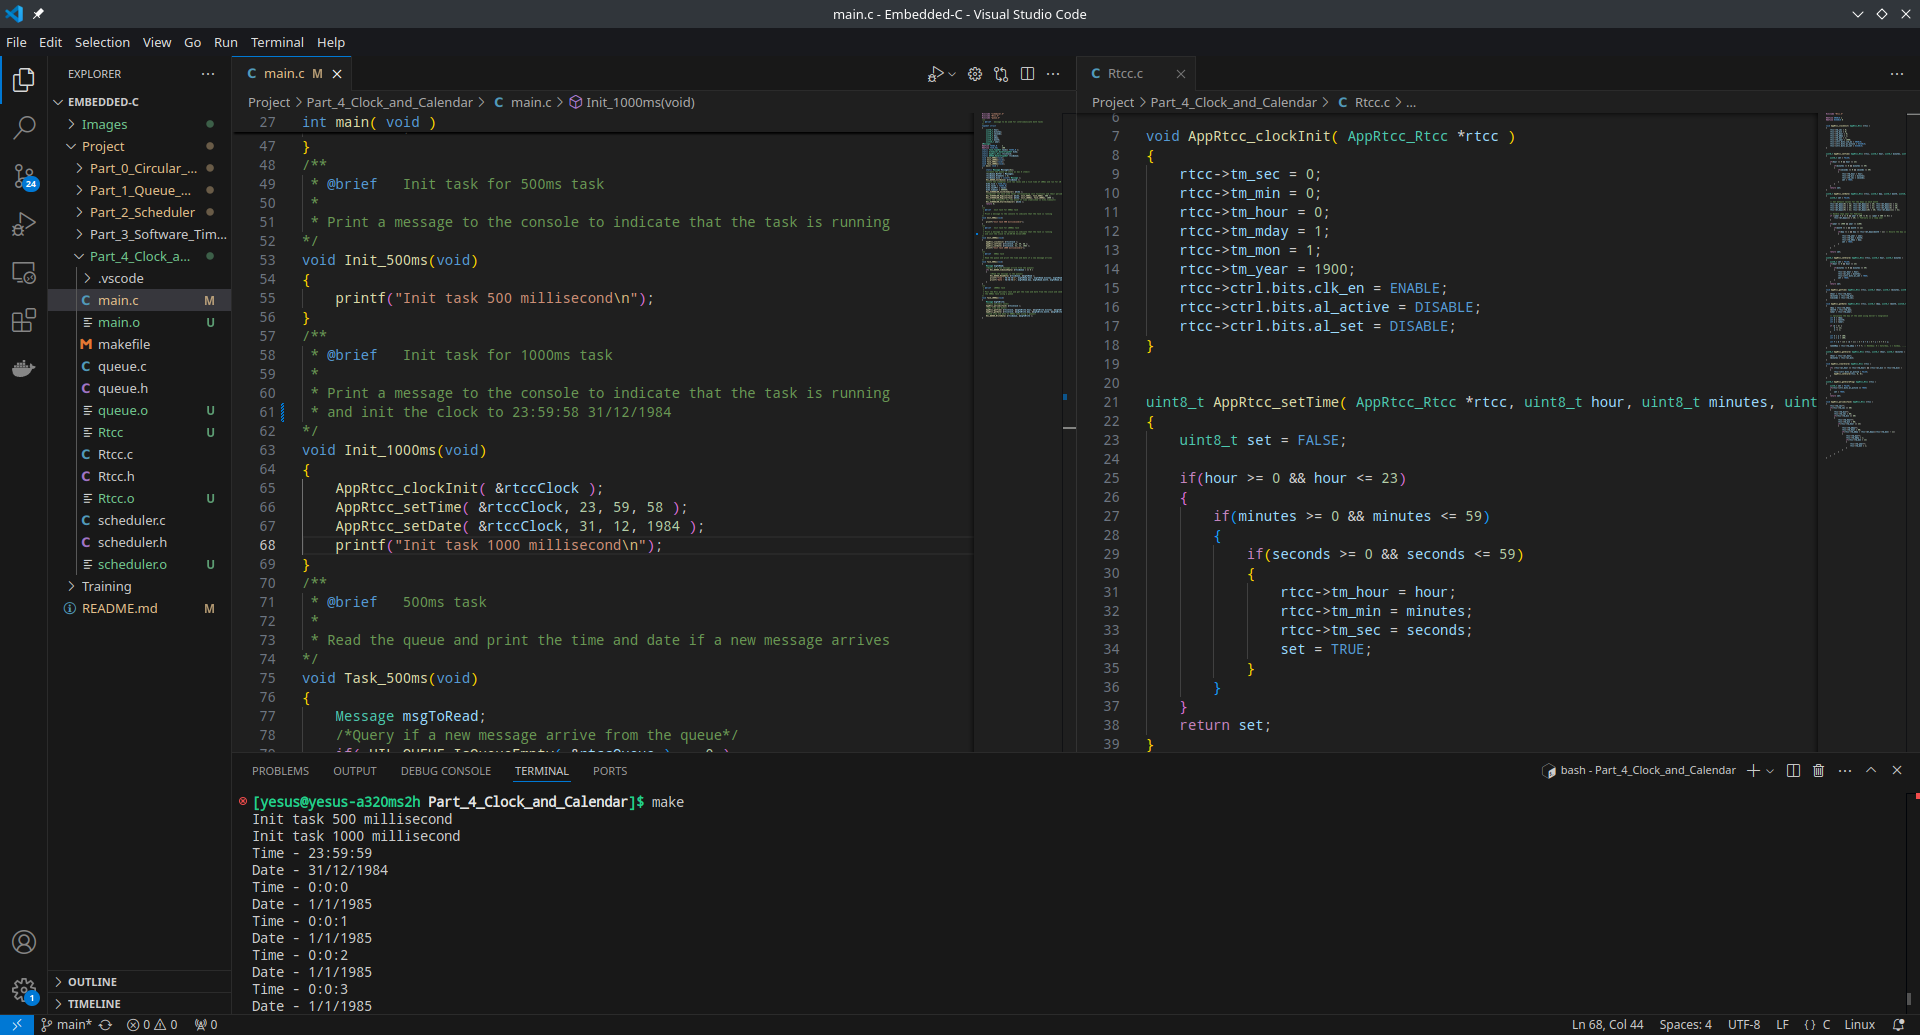 main.c - Embedded-C - Visual Studio Code
File Edit Selection View Go Run Terminal Help
EXPLORER
EMBEDDED-C
Images
Project
Part_0_Circular_...
Part_1_Queue_...
Part_2_Scheduler
Part_3_Software_Tim...
Part_4_Clock_a...
.vscode
C main.c M
main.o U
M makefile
C queue.c
C queue.h
queue.o U
Rtcc U
C Rtcc.c
C Rtcc.h
Rtcc.o U
C scheduler.c
C scheduler.h
scheduler.o U
Training
README.md M
OUTLINE
TIMELINE
24
1
C main.c M
Project > Part_4_Clock_and_Calendar > C main.c > Init_1000ms(void)
27 int main( void )
47 }
48 /**
49 * @brief Init task for 500ms task
50 *
51 * Print a message to the console to indicate that the task is running
52 */
53 void Init_500ms(void)
54 {
55 printf("Init task 500 millisecond\n");
56 }
57 /**
58 * @brief Init task for 1000ms task
59 *
60 * Print a message to the console to indicate that the task is running
61 * and init the clock to 23:59:58 31/12/1984
62 */
63 void Init_1000ms(void)
64 {
65 AppRtcc_clockInit( &rtccClock );
66 AppRtcc_setTime( &rtccClock, 23, 59, 58 );
67 AppRtcc_setDate( &rtccClock, 31, 12, 1984 );
68 printf("Init task 1000 millisecond\n");
69 }
70 /**
71 * @brief 500ms task
72 *
73 * Read the queue and print the time and date if a new message arrives
74 */
75 void Task_500ms(void)
76 {
77 Message msgToRead;
78 /*Query if a new message arrive from the queue*/
C Rtcc.c
Project > Part_4_Clock_and_Calendar > C Rtcc.c > ...
6
7 void AppRtcc_clockInit( AppRtcc_Rtcc *rtcc )
8 {
9 rtcc->tm_sec = 0;
10 rtcc->tm_min = 0;
11 rtcc->tm_hour = 0;
12 rtcc->tm_mday = 1;
13 rtcc->tm_mon = 1;
14 rtcc->tm_year = 1900;
15 rtcc->ctrl.bits.clk_en = ENABLE;
16 rtcc->ctrl.bits.al_active = DISABLE;
17 rtcc->ctrl.bits.al_set = DISABLE;
18 }
19
20
21 uint8_t AppRtcc_setTime( AppRtcc_Rtcc *rtcc, uint8_t hour, uint8_t minutes, uint
22 {
23 uint8_t set = FALSE;
24
25 if(hour >= 0 && hour <= 23)
26 {
27 if(minutes >= 0 && minutes <= 59)
28 {
29 if(seconds >= 0 && seconds <= 59)
30 {
31 rtcc->tm_hour = hour;
32 rtcc->tm_min = minutes;
33 rtcc->tm_sec = seconds;
34 set = TRUE;
35 }
36 }
37 }
38 return set;
39 }
PROBLEMS OUTPUT DEBUG CONSOLE TERMINAL PORTS
bash - Part_4_Clock_and_Calendar
[yesus@yesus-a320ms2h Part_4_Clock_and_Calendar]$ make
Init task 500 millisecond
Init task 1000 millisecond
Time - 23:59:59
Date - 31/12/1984
Time - 0:0:0
Date - 1/1/1985
Time - 0:0:1
Date - 1/1/1985
Time - 0:0:2
Date - 1/1/1985
Time - 0:0:3
Date - 1/1/1985
main* 0 0 0
Ln 68, Col 44 Spaces: 4 UTF-8 LF {} C Linux